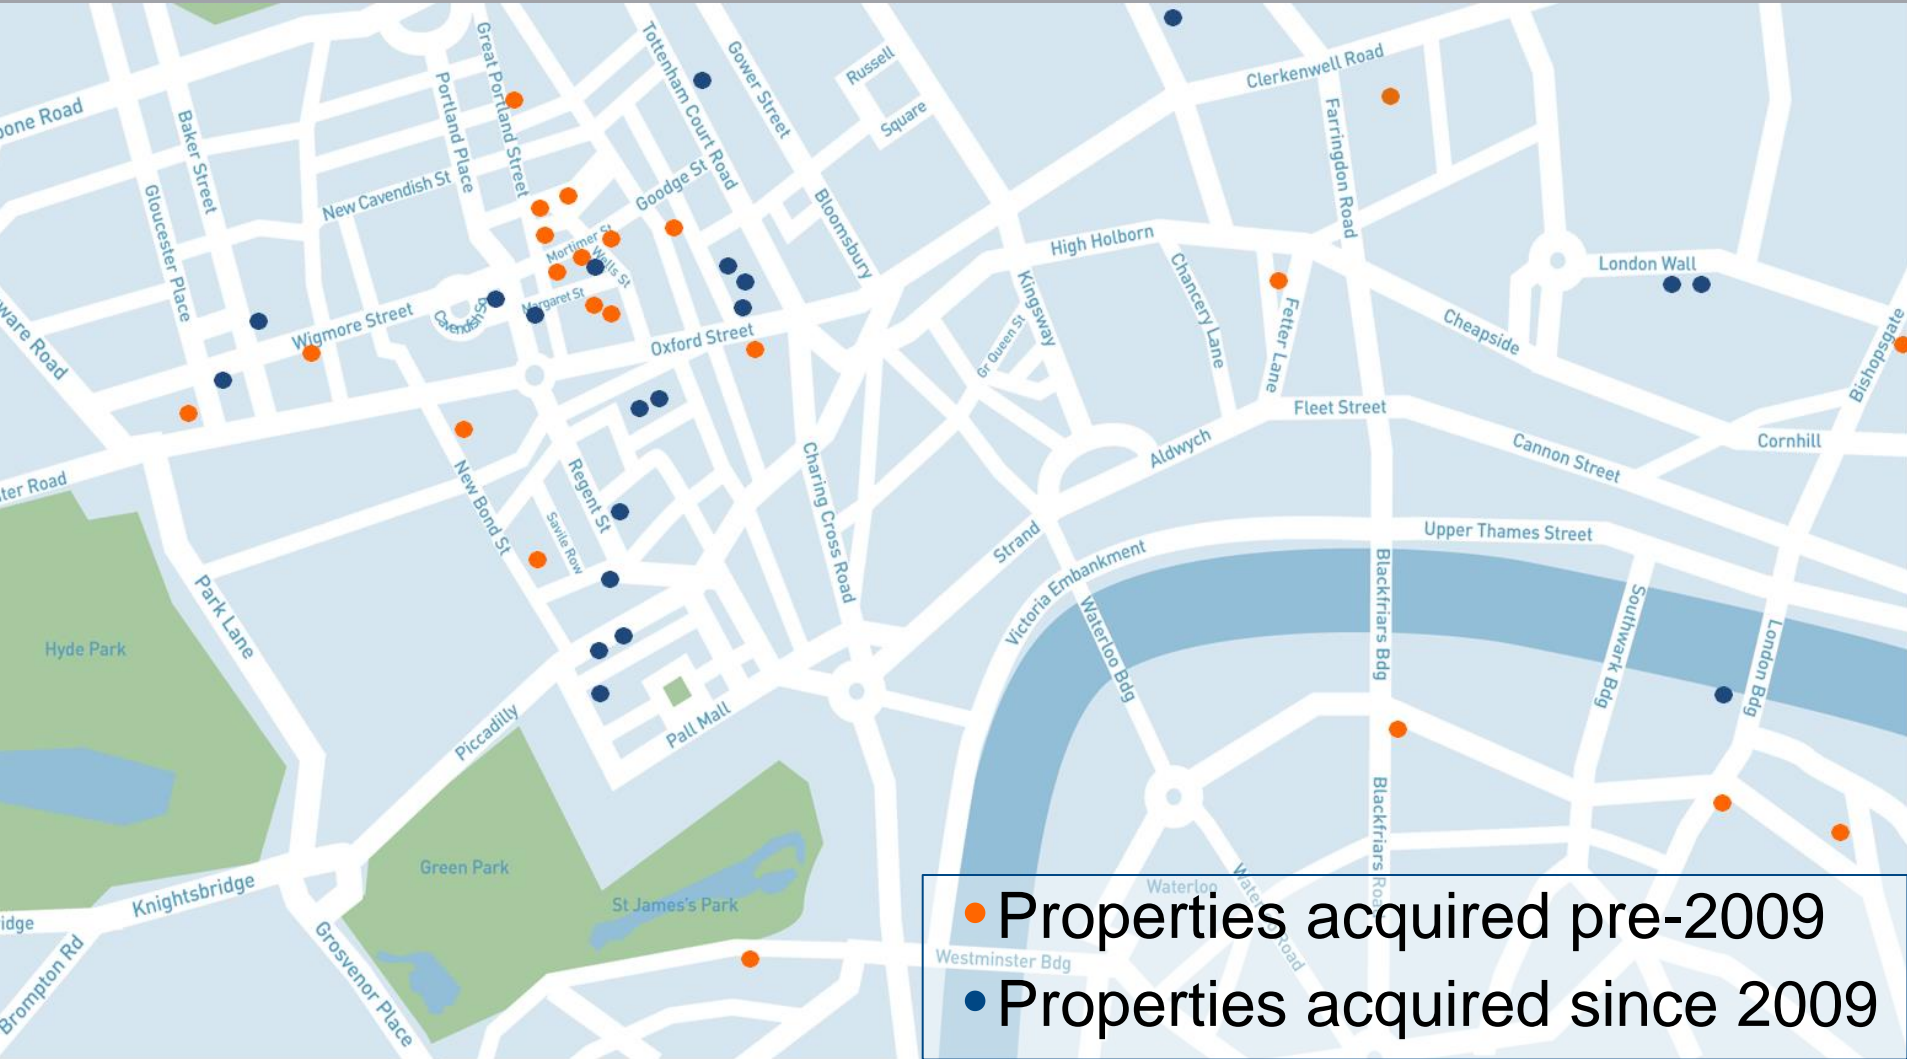 Clerkenwell Road
Great Portland Street
Tottenham Court Road
Gower Street
Russell
Square
Portland Place
bone Road
Baker Street
Farringdon Road
New Cavendish St
Goodge St
Gloucester Place
Bloomsbury
Mortimer St
Wells St
High Holborn
Chancery Lane
London Wall
Kingsway
Margaret St
Cavendish Sq
Wigmore Street
Oxford Street
Gr Queen St
Fetter Lane
Cheapside
Bishopsgate
ware Road
Fleet Street
Cornhill
Cannon Street
Aldwych
ter Road
New Bond St
Regent St
Savile Row
Charing Cross Road
Strand
Upper Thames Street
Victoria Embankment
Blackfriars Bdg
Waterloo Bdg
Southwark Bdg
London Bdg
Park Lane
Hyde Park
Piccadilly
Pall Mall
Green Park
St James's Park
Knightsbridge
idge
Brompton Rd
Grosvenor Place
Blackfriars Road
Waterloo
Waterloo Road
Westminster Bdg
• Properties acquired pre-2009
• Properties acquired since 2009